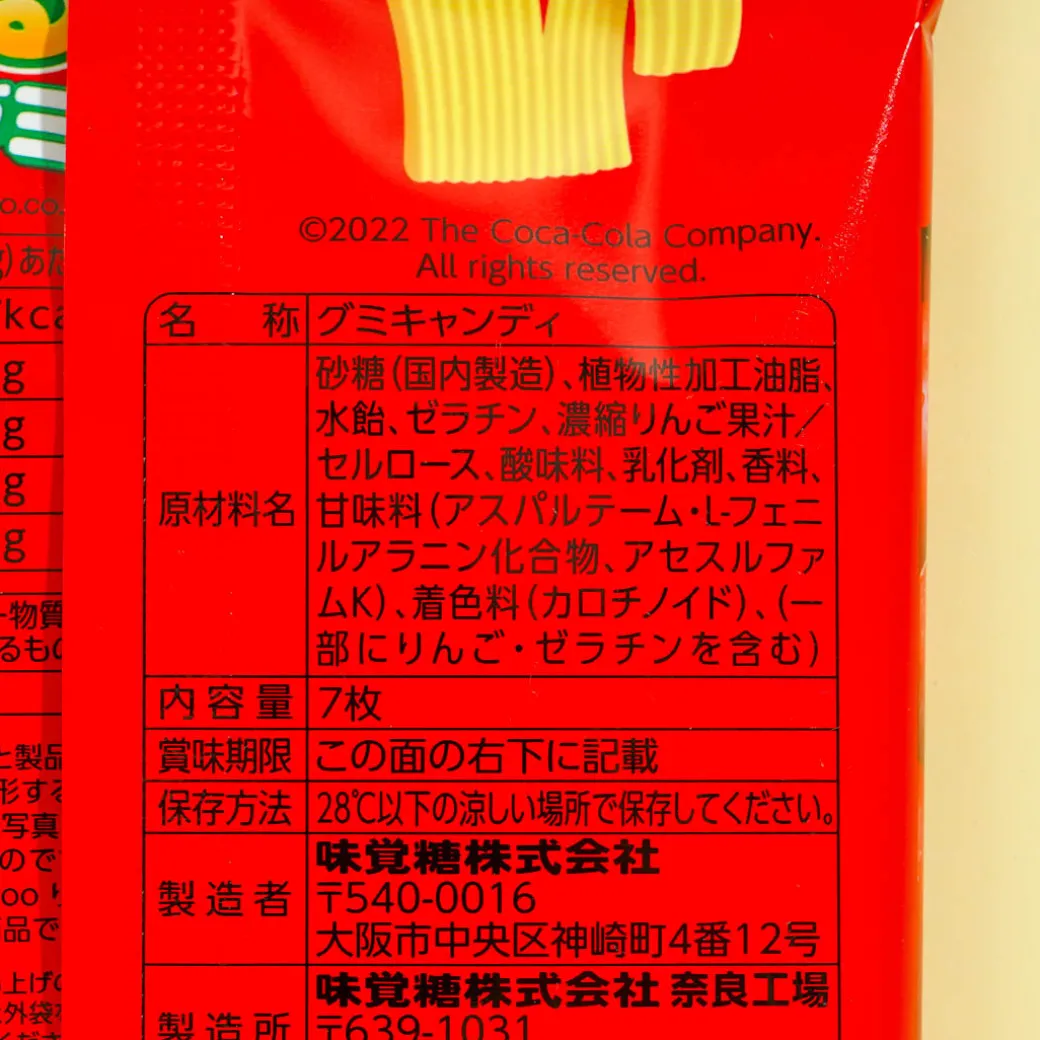 ©2022 The Coca-Cola Company.
All rights reserved.
名称 グミキャンディ
原材料名 砂糖(国内製造)、植物性加工油脂、
水飴、ゼラチン、濃縮りんご果汁/
セルロース、酸味料、乳化剤、香料、
甘味料(アスパルテーム・L-フェニ
ルアラニン化合物、アセスルファ
ムK)、着色料(カロチノイド)、(一
部にりんご・ゼラチンを含む)
内容量 7枚
賞味期限 この面の右下に記載
保存方法 28℃以下の涼しい場所で保存してください。
製造者 味覚糖株式会社
〒540-0016
大阪市中央区神崎町4番12号
製造所 味覚糖株式会社 奈良工場
〒639-1031